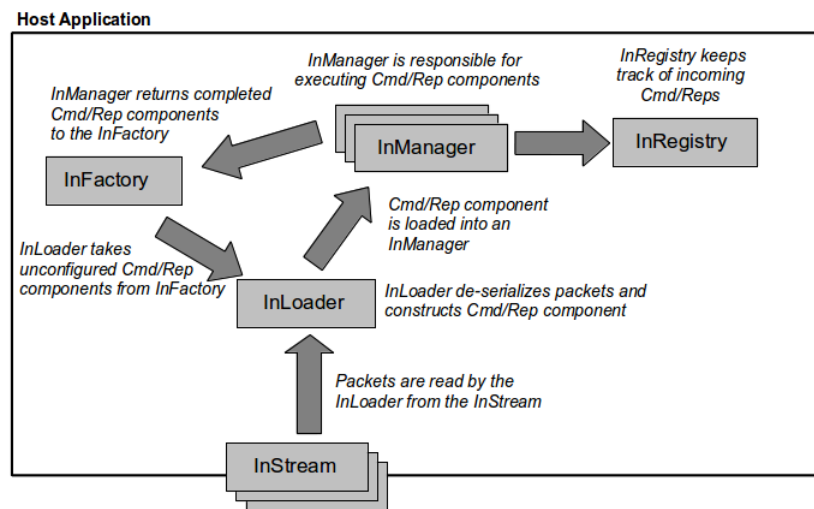 Host Application
InManager is responsible for
executing Cmd/Rep components
InRegistry keeps
track of incoming
Cmd/Reps
InManager returns completed
Cmd/Rep components
to the InFactory
InManager
InRegistry
InFactory
Cmd/Rep component
is loaded into an
InManager
InLoader takes
unconfigured Cmd/Rep
components from InFactory
InLoader
InLoader de-serializes packets and
constructs Cmd/Rep component
Packets are read by the
InLoader from the InStream
InStream